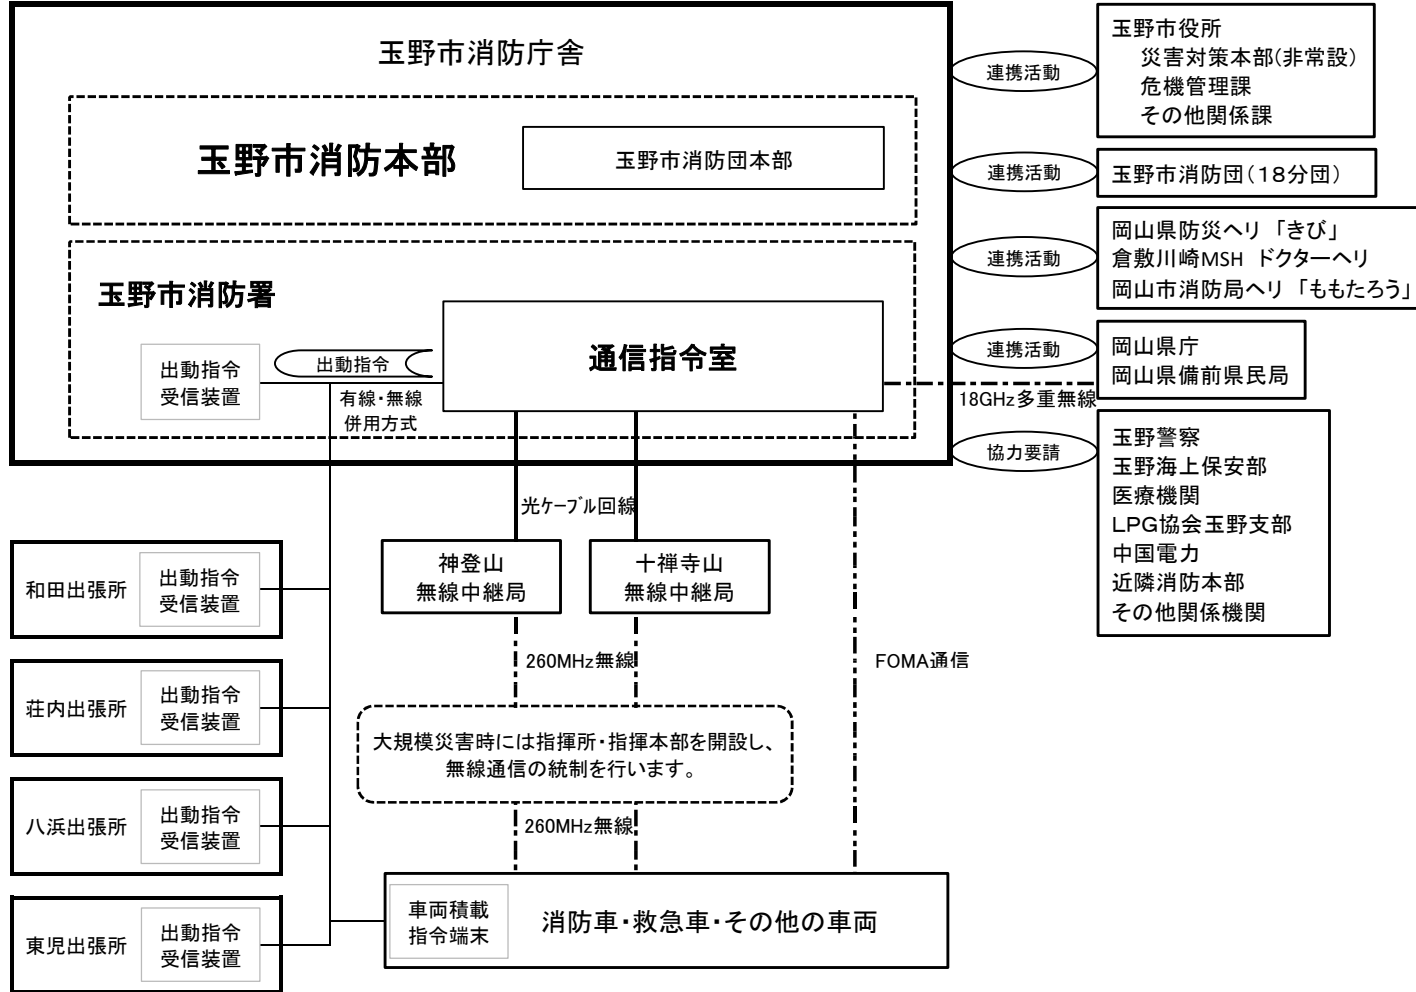 玉野市消防庁舎
玉野市消防本部
玉野市消防団本部
玉野市消防署
通信指令室
出動指令
出動指令
受信装置
有線・無線
併用方式
連携活動
玉野市役所
災害対策本部(非常設)
危機管理課
その他関係課
連携活動
玉野市消防団(18分団)
連携活動
岡山県防災ヘリ 「きび」
倉敷川崎MSH ドクターヘリ
岡山市消防局ヘリ 「ももたろう」
連携活動
岡山県庁
岡山県備前県民局
18GHz多重無線
協力要請
玉野警察
玉野海上保安部
医療機関
LPG協会玉野支部
中国電力
近隣消防本部
その他関係機関
光ケーブル回線
神登山
無線中継局
十禅寺山
無線中継局
和田出張所
出動指令
受信装置
260MHz無線
FOMA通信
荘内出張所
出動指令
受信装置
大規模災害時には指揮所・指揮本部を開設し、
無線通信の統制を行います。
八浜出張所
出動指令
受信装置
260MHz無線
東児出張所
出動指令
受信装置
車両積載
指令端末
消防車・救急車・その他の車両